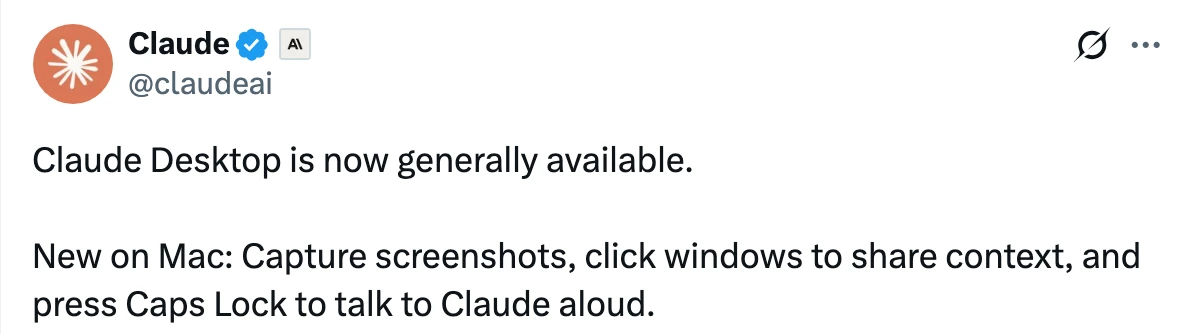 Claude
@claudeai
Claude Desktop is now generally available.
New on Mac: Capture screenshots, click windows to share context, and
press Caps Lock to talk to Claude aloud.